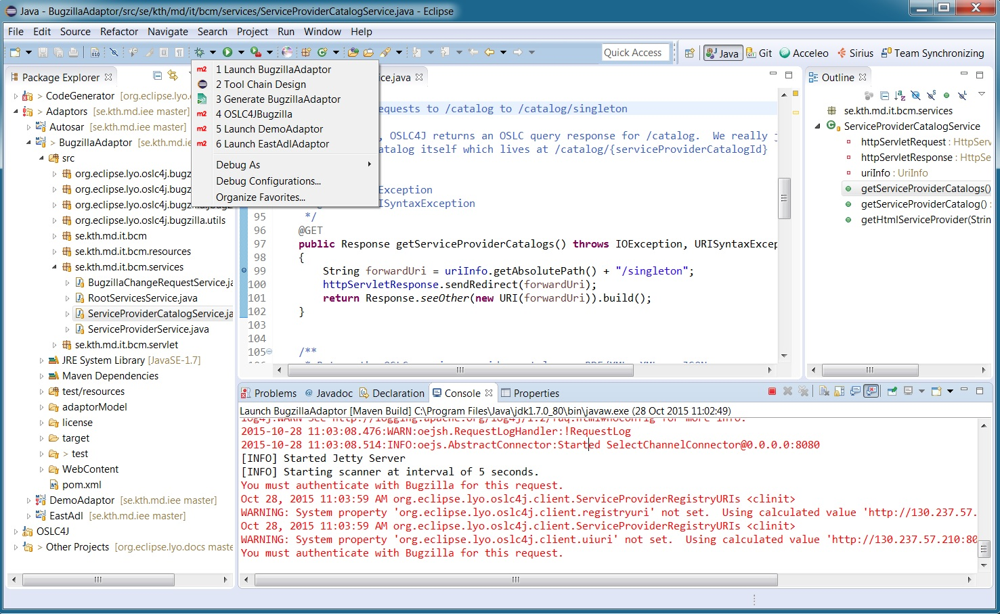 Java - BugzillaAdaptor/src/se/kth/md/it/bcm/services/ServiceProviderCatalogService.java - Eclipse
File Edit Source Refactor Navigate Search Project Run Window Help
Quick Access
Java
Git
Acceleo
Sirius
Team Synchronizing
Package Explorer
> CodeGenerator [org.eclipse.lyo.
> Adaptors [se.kth.md.iee master]
Autosar [se.kth.md.iee master]
> BugzillaAdaptor [se.kth.md.ie
src
org.eclipse.lyo.oslc4j.bugz
org.eclipse.lyo.oslc4j.bugz
org.eclipse.lyo.oslc4j.bugzilla.utils
se.kth.md.it.bcm
se.kth.md.it.bcm.resources
se.kth.md.it.bcm.services
BugzillaChangeRequestService.ja
RootServicesService.java
ServiceProviderCatalogService.ja
ServiceProviderService.java
se.kth.md.it.bcm.servlet
JRE System Library [JavaSE-1.7]
Maven Dependencies
test/resources
adaptorModel
license
target
> test
WebContent
pom.xml
DemoAdaptor [se.kth.md.iee master]
EastAdl [se.kth.md.iee master]
OSLC4J
> Other Projects [org.eclipse.lyo.docs maste
1 Launch BugzillaAdaptor
2 Tool Chain Design
3 Generate BugzillaAdaptor
4 OSLC4JBugzilla
5 Launch DemoAdaptor
6 Launch EastAdlAdaptor
Debug As
Debug Configurations...
Organize Favorites...
ce.java
equests to /catalog to /catalog/singleton
, OSLC4J returns an OSLC query response for /catalog. We really j
atalog itself which lives at /catalog/{serviceProviderCatalogId}
xception
ISyntaxException
95 */
96 @GET
97 public Response getServiceProviderCatalogs() throws IOException, URISyntaxExcep
98 {
99 String forwardUri = uriInfo.getAbsolutePath() + "/singleton";
100 httpServletResponse.sendRedirect(forwardUri);
101 return Response.seeOther(new URI(forwardUri)).build();
102 }
103
104
105 /**
Outline
se.kth.md.it.bcm.services
ServiceProviderCatalogService
httpServletRequest : HttpServ
httpServletResponse : HttpSe
uriInfo : UriInfo
getServiceProviderCatalogs()
getServiceProviderCatalog() :
getHtmlServiceProvider(Strin
Problems
@ Javadoc
Declaration
Console
Properties
Launch BugzillaAdaptor [Maven Build] C:\Program Files\Java\jdk1.7.0_80\bin\javaw.exe (28 Oct 2015 11:02:49)
log4j:WARN See http://logging.apache.org/log4j/1.2/faq.html#noconfig for more info.
2015-10-28 11:03:08.476:WARN:oejsh.RequestLogHandler:!RequestLog
2015-10-28 11:03:08.514:INFO:oejs.AbstractConnector:Started SelectChannelConnector@0.0.0.0:8080
[INFO] Started Jetty Server
[INFO] Starting scanner at interval of 5 seconds.
You must authenticate with Bugzilla for this request.
Oct 28, 2015 11:03:59 AM org.eclipse.lyo.oslc4j.client.ServiceProviderRegistryURIs <clinit>
WARNING: System property 'org.eclipse.lyo.oslc4j.client.registryuri' not set. Using calculated value 'http://130.237.57.
Oct 28, 2015 11:03:59 AM org.eclipse.lyo.oslc4j.client.ServiceProviderRegistryURIs <clinit>
WARNING: System property 'org.eclipse.lyo.oslc4j.client.uiuri' not set. Using calculated value 'http://130.237.57.210:80
You must authenticate with Bugzilla for this request.